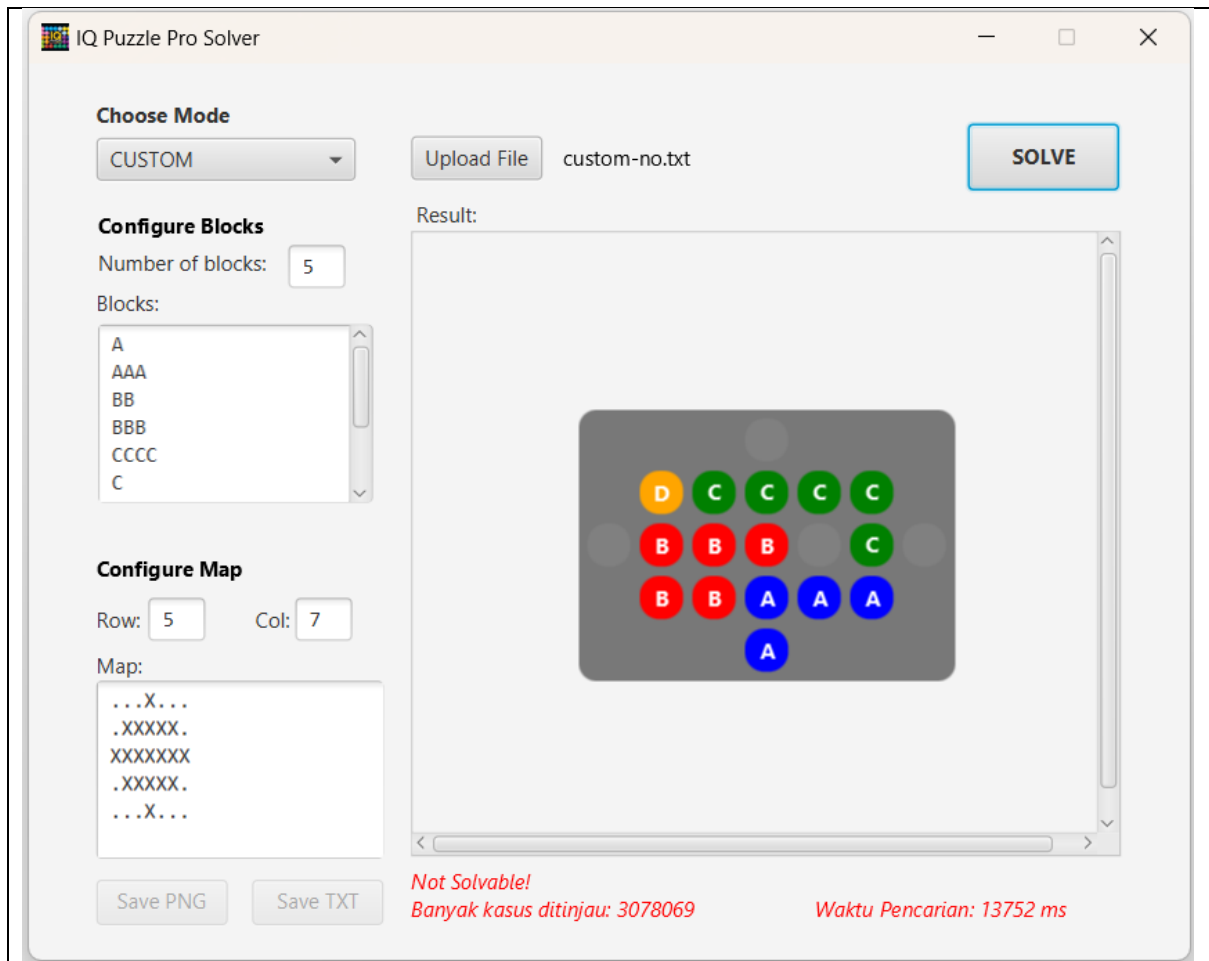 IQ Puzzle Pro Solver
Choose Mode
CUSTOM
Upload File custom-no.txt
SOLVE
Configure Blocks
Number of blocks: 5
Blocks:
A
AAA
BB
BBB
CCCC
C
Configure Map
Row: 5 Col: 7
Map:
...X...
.XXXXX.
XXXXXXX
.XXXXX.
...X...
Save PNG Save TXT
Result:
D C C C C
B B B C
B B A A A
A
Not Solvable!
Banyak kasus ditinjau: 3078069 Waktu Pencarian: 13752 ms